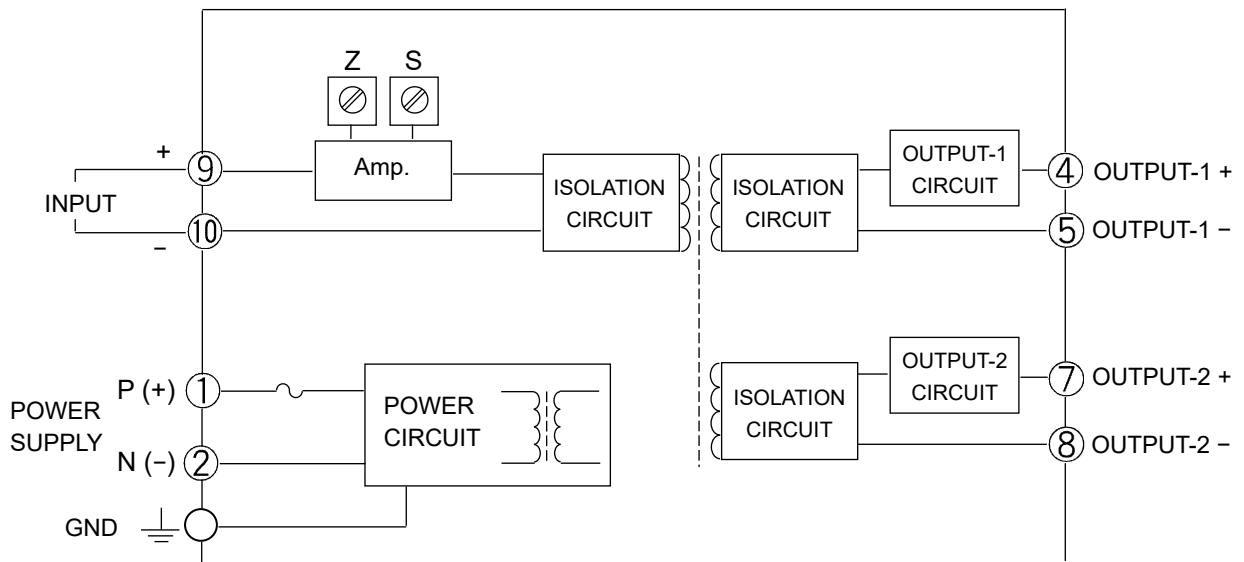 Z S
+ 9 Amp. ISOLATION CIRCUIT ISOLATION CIRCUIT OUTPUT-1 CIRCUIT 4 OUTPUT-1 +
INPUT
− 10 5 OUTPUT-1 −
P (+) 1
POWER SUPPLY
POWER CIRCUIT
N (−) 2
GND
ISOLATION CIRCUIT
OUTPUT-2 CIRCUIT
7 OUTPUT-2 +
8 OUTPUT-2 −